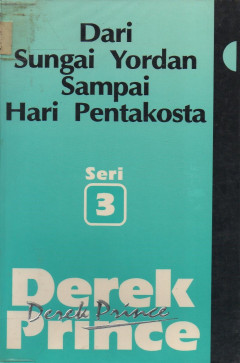 Dari
Sungai Yordan
Sampai
Hari Pentakosta
Seri
3
Derek
Derek Prince
Prince